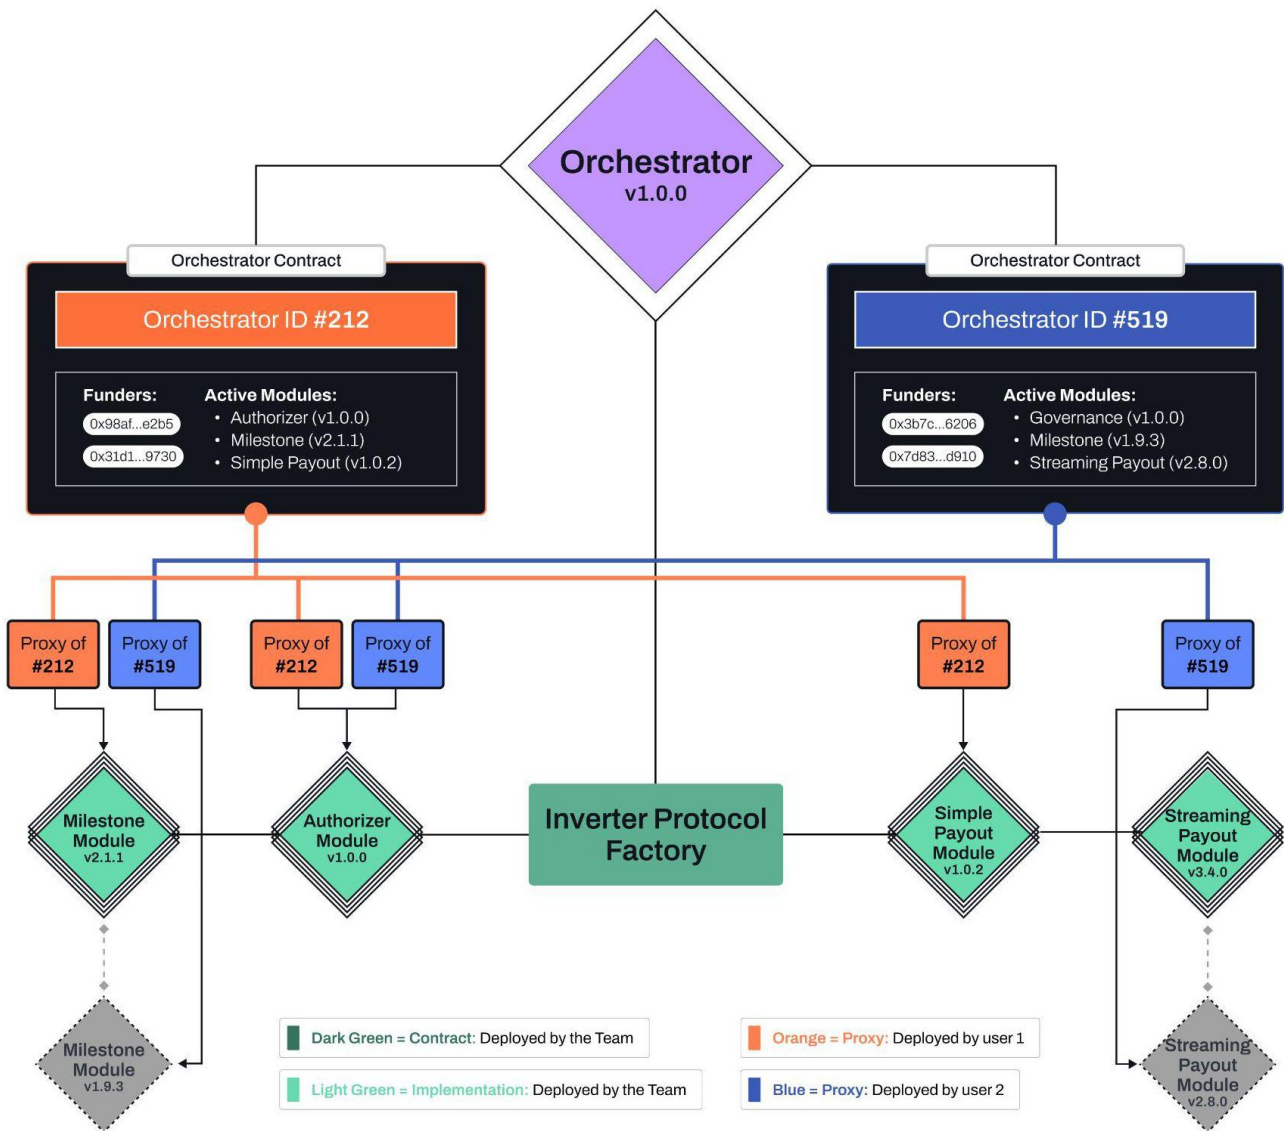 Orchestrator
v1.0.0
Orchestrator Contract
Orchestrator ID #212
Funders:
0x98af...e2b5
0x31d1...9730
Active Modules:
• Authorizer (v1.0.0)
• Milestone (v2.1.1)
• Simple Payout (v1.0.2)
Orchestrator Contract
Orchestrator ID #519
Funders:
0x3b7c...6206
0x7d83...d910
Active Modules:
• Governance (v1.0.0)
• Milestone (v1.9.3)
• Streaming Payout (v2.8.0)
Proxy of
#212
Proxy of
#519
Proxy of
#212
Proxy of
#519
Proxy of
#212
Proxy of
#519
Milestone
Module
v2.1.1
Authorizer
Module
v1.0.0
Inverter Protocol
Factory
Simple
Payout
Module
v1.0.2
Streaming
Payout
Module
v3.4.0
Milestone
Module
v1.9.3
Streaming
Payout
Module
v2.8.0
Dark Green = Contract: Deployed by the Team
Light Green = Implementation: Deployed by the Team
Orange = Proxy: Deployed by user 1
Blue = Proxy: Deployed by user 2